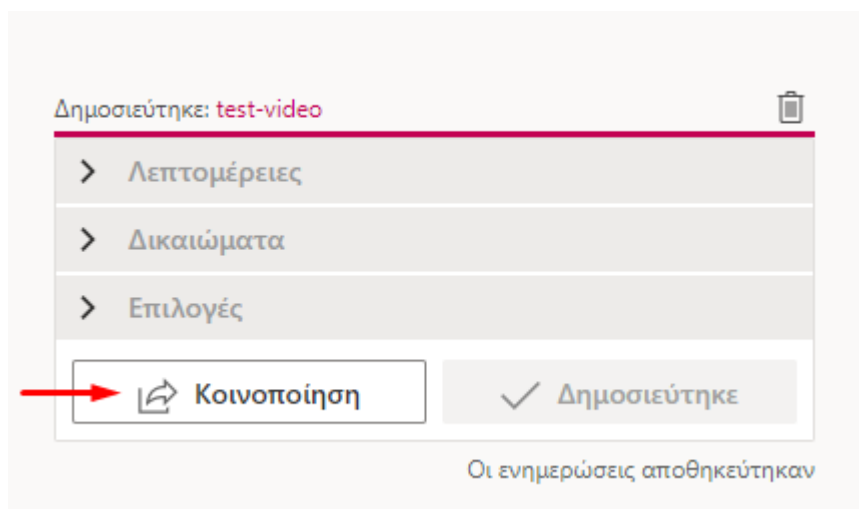 Δημοσιεύτηκε: test-video
Λεπτομέρειες
Δικαιώματα
Επιλογές
Κοινοποίηση
Δημοσιεύτηκε
Οι ενημερώσεις αποθηκεύτηκαν